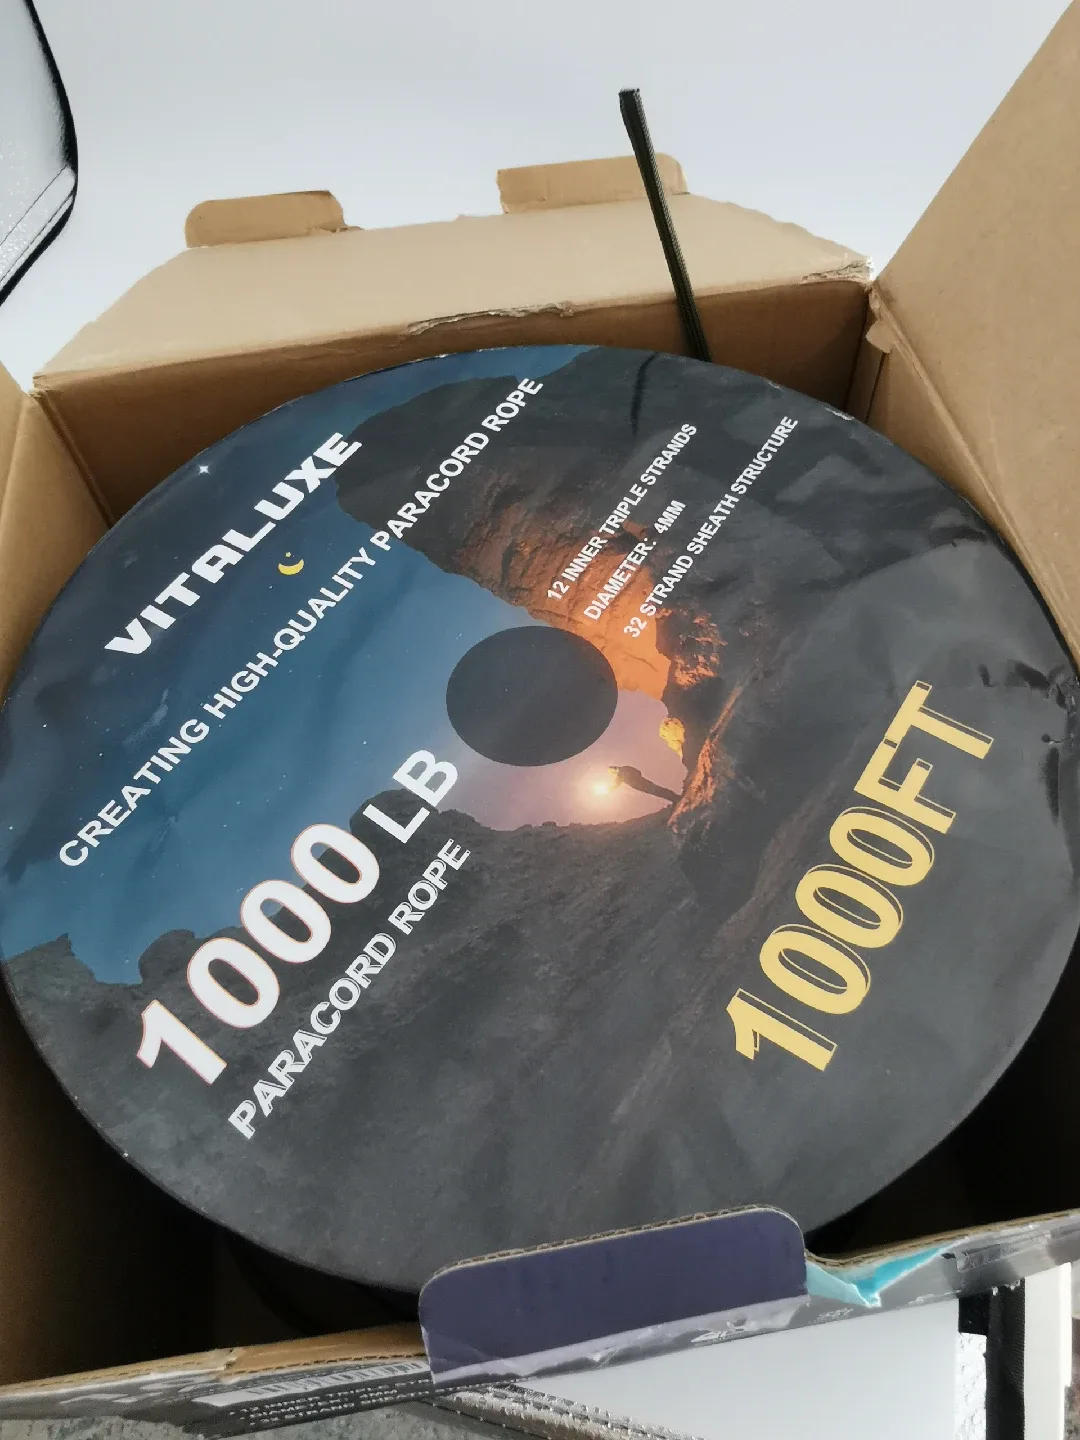 VITALUXE
CREATING HIGH-QUALITY PARACORD ROPE
12 INNER TRIPLE STRANDS
DIAMETER: 4MM
32 STRAND SHEATH STRUCTURE
1000 LB
PARACORD ROPE
1000FT